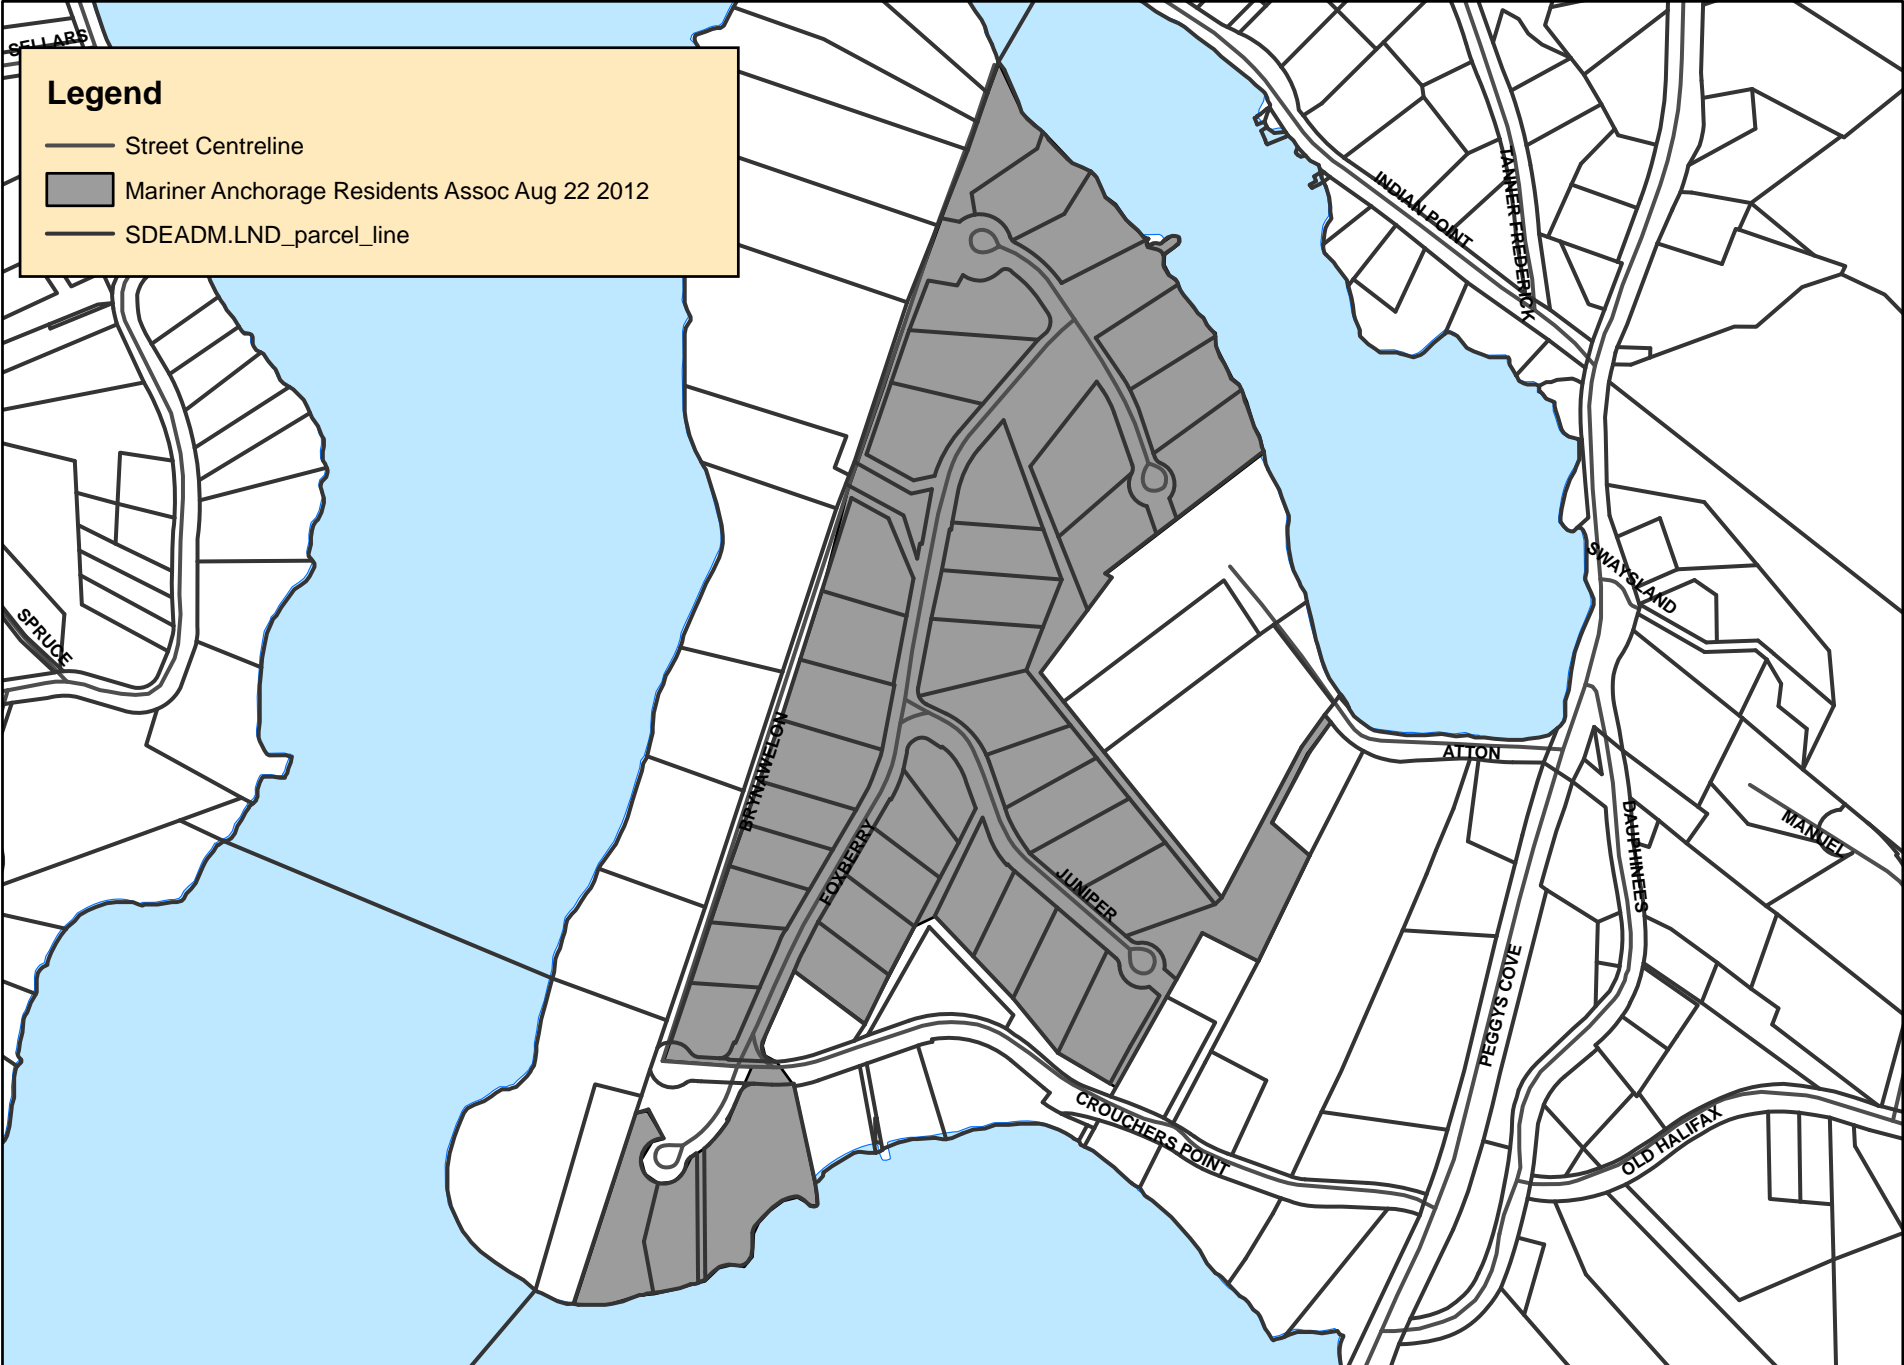 SELLARS
Legend
Street Centreline
Mariner Anchorage Residents Assoc Aug 22 2012
SDEADM.LND_parcel_line
INDIAN POINT
TANNER FREDERICK
SWAYSLAND
SPRUCE
BRYNAWELON
ATTON
DAUPHINEES
MANUEL
FOXBERRY
JUNIPER
PEGGYS COVE
CROUCHERS POINT
OLD HALIFAX